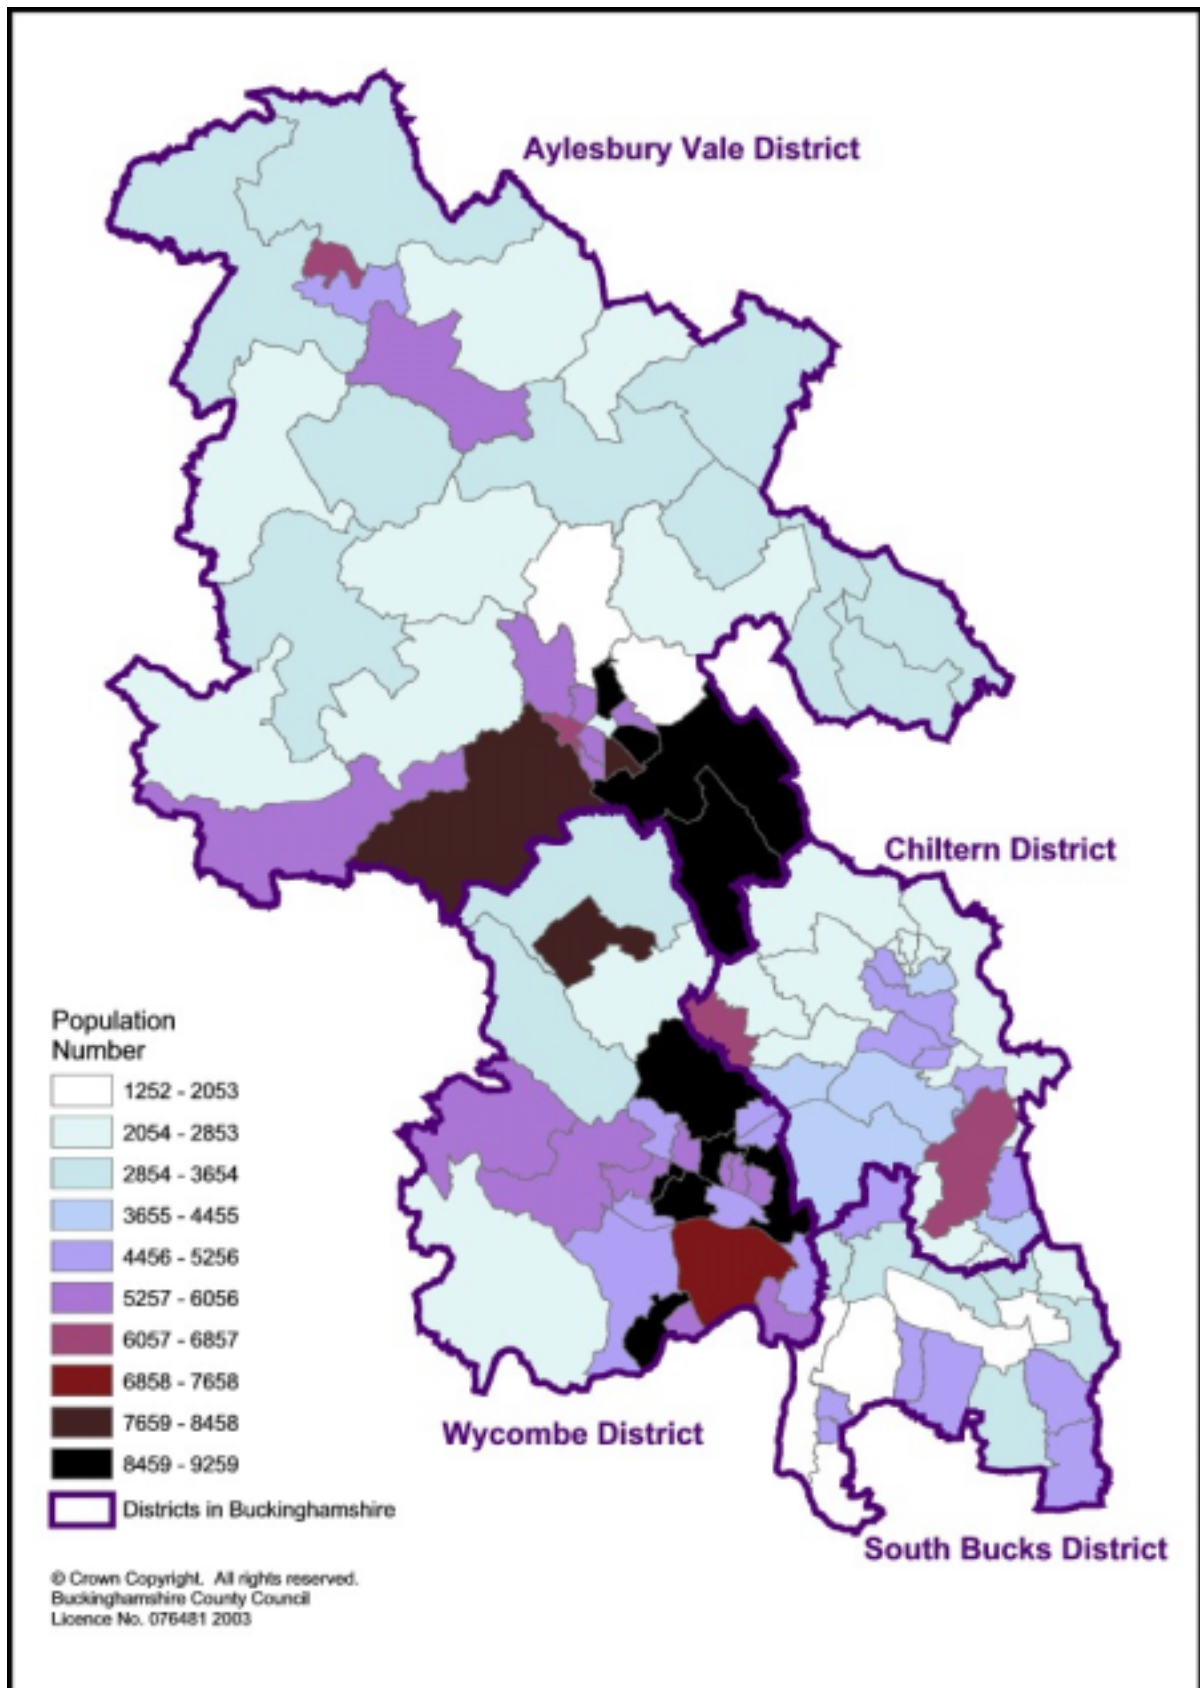 Aylesbury Vale District
Chiltern District
Population
Number
1252 - 2053
2054 - 2853
2854 - 3654
3655 - 4455
4456 - 5256
5257 - 6056
6057 - 6857
6858 - 7658
7659 - 8458
8459 - 9259
Districts in Buckinghamshire
Wycombe District
South Bucks District
© Crown Copyright. All rights reserved.
Buckinghamshire County Council
Licence No. 076481 2003